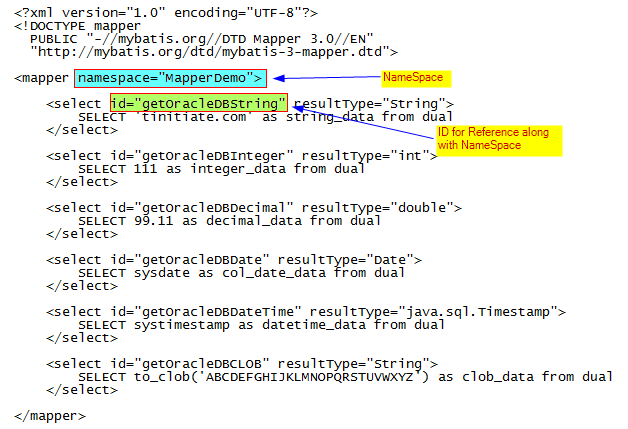 <?xml version="1.0" encoding="UTF-8"?>
<!DOCTYPE mapper
PUBLIC "-//mybatis.org//DTD Mapper 3.0//EN"
"http://mybatis.org/dtd/mybatis-3-mapper.dtd">
<mapper namespace="MapperDemo">
NameSpace
<select id="getOracleDBString" resultType="String">
SELECT 'tinitiate.com' as string_data from dual
</select>
ID for Reference along
with NameSpace
<select id="getOracleDBInteger" resultType="int">
SELECT 111 as integer_data from dual
</select>
<select id="getOracleDBDecimal" resultType="double">
SELECT 99.11 as decimal_data from dual
</select>
<select id="getOracleDBDate" resultType="Date">
SELECT sysdate as col_date_data from dual
</select>
<select id="getOracleDBDateTime" resultType="java.sql.Timestamp">
SELECT systimestamp as datetime_data from dual
</select>
<select id="getOracleDBCLOB" resultType="String">
SELECT to_clob('ABCDEFGHIJKLMNOPQRSTUVWXYZ') as clob_data from dual
</select>
</mapper>